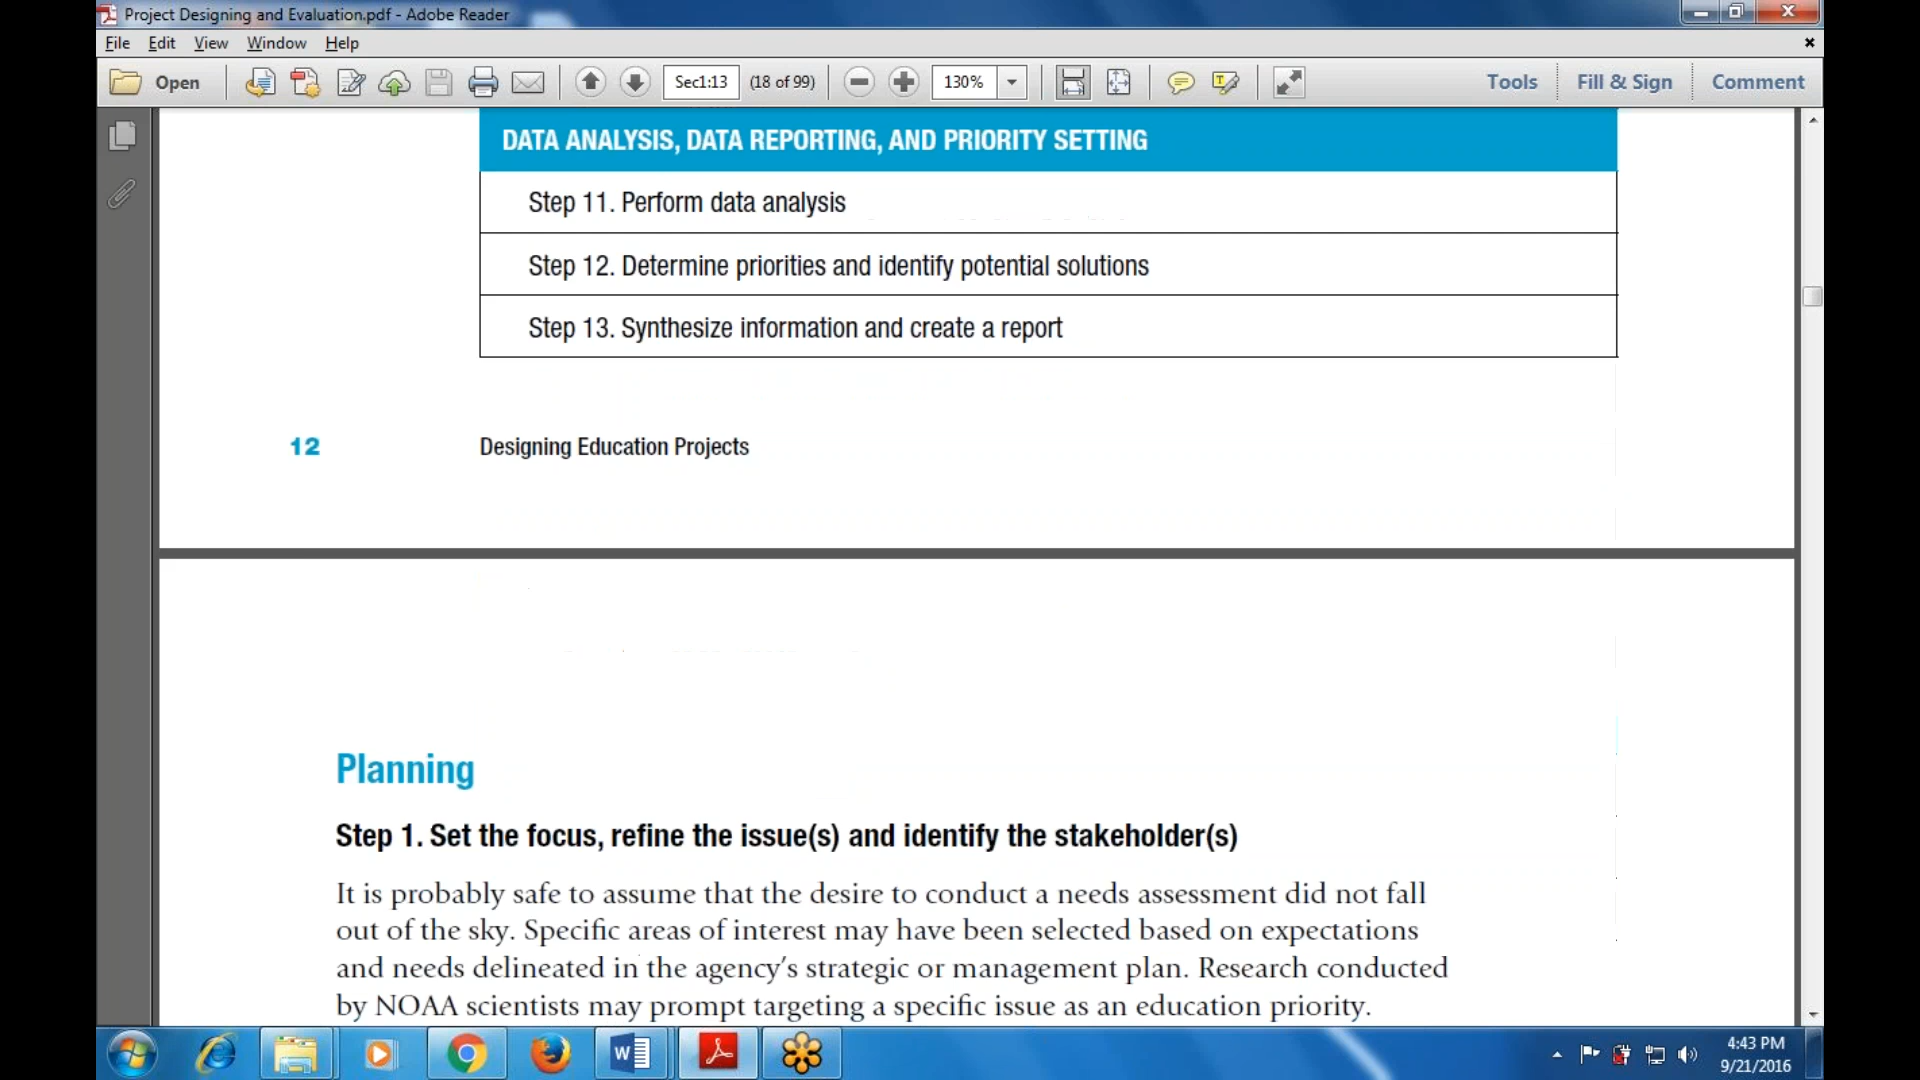 Project Designing and Evaluation.pdf - Adobe Reader
File Edit View Window Help
Open Sec1:13 (18 of 99) 130% Tools Fill & Sign Comment
DATA ANALYSIS, DATA REPORTING, AND PRIORITY SETTING
Step 11. Perform data analysis
Step 12. Determine priorities and identify potential solutions
Step 13. Synthesize information and create a report
12 Designing Education Projects
Planning
Step 1. Set the focus, refine the issue(s) and identify the stakeholder(s)
It is probably safe to assume that the desire to conduct a needs assessment did not fall
out of the sky. Specific areas of interest may have been selected based on expectations
and needs delineated in the agency's strategic or management plan. Research conducted
by NOAA scientists may prompt targeting a specific issue as an education priority.
4:43 PM
9/21/2016